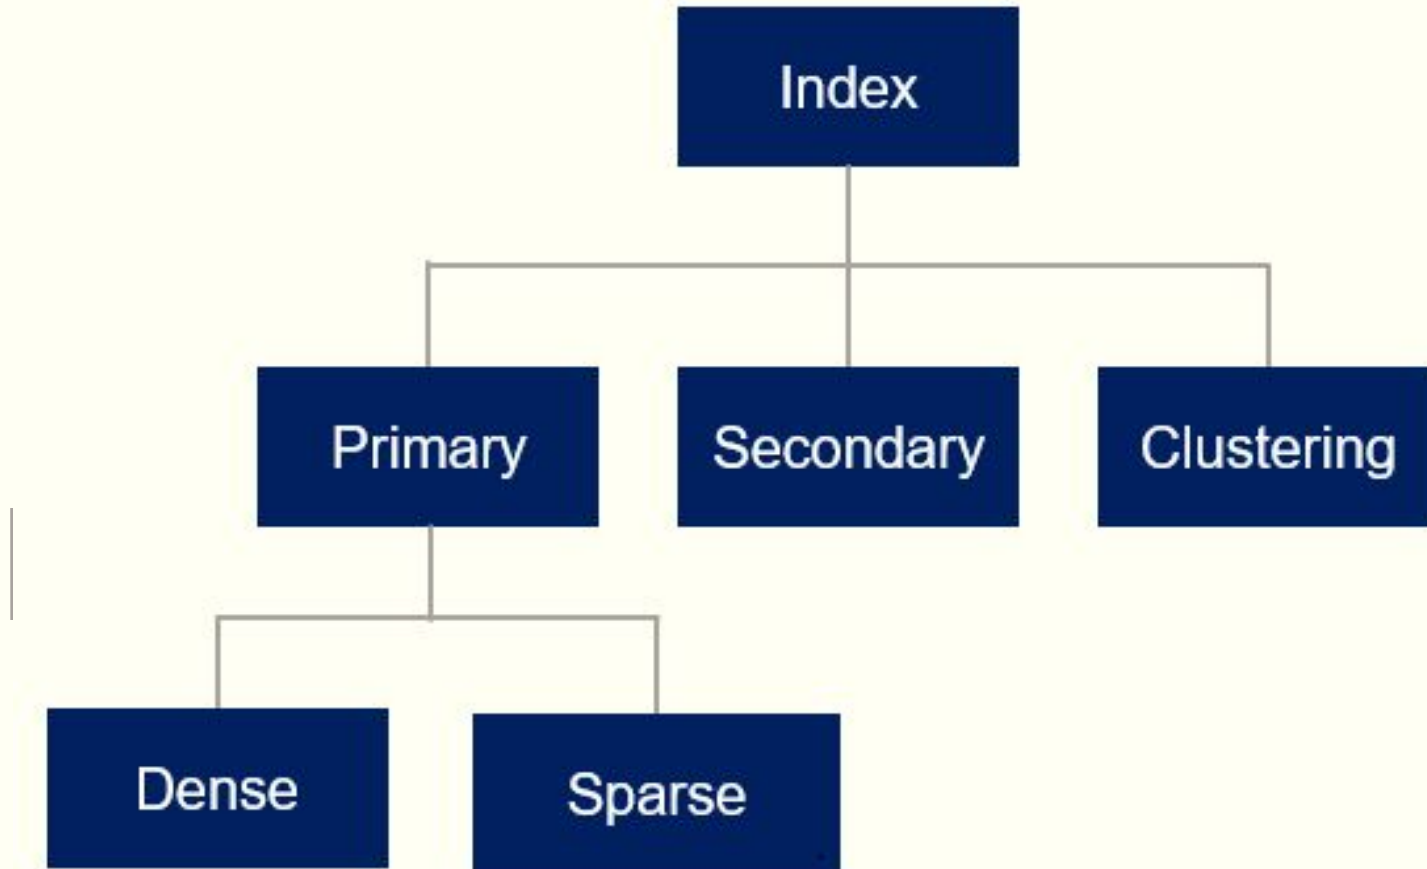 Index
Primary
Secondary
Clustering
Dense
Sparse